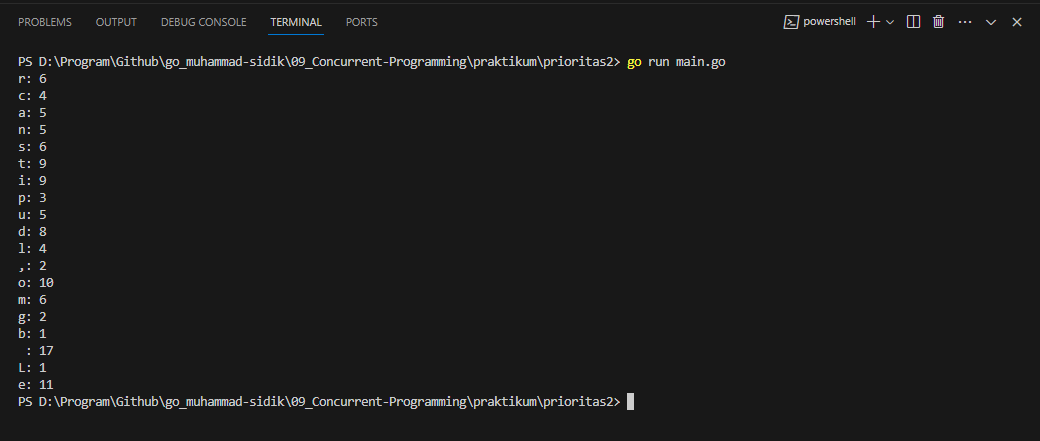 PROBLEMS OUTPUT DEBUG CONSOLE TERMINAL PORTS powershell
PS D:\Program\Github\go_muhammad-sidik\09_Concurrent-Programming\praktikum\prioritas2> go run main.go
r: 6
c: 4
a: 5
n: 5
s: 6
t: 9
i: 9
p: 3
u: 5
d: 8
l: 4
,: 2
o: 10
m: 6
g: 2
b: 1
 : 17
L: 1
e: 11
PS D:\Program\Github\go_muhammad-sidik\09_Concurrent-Programming\praktikum\prioritas2>